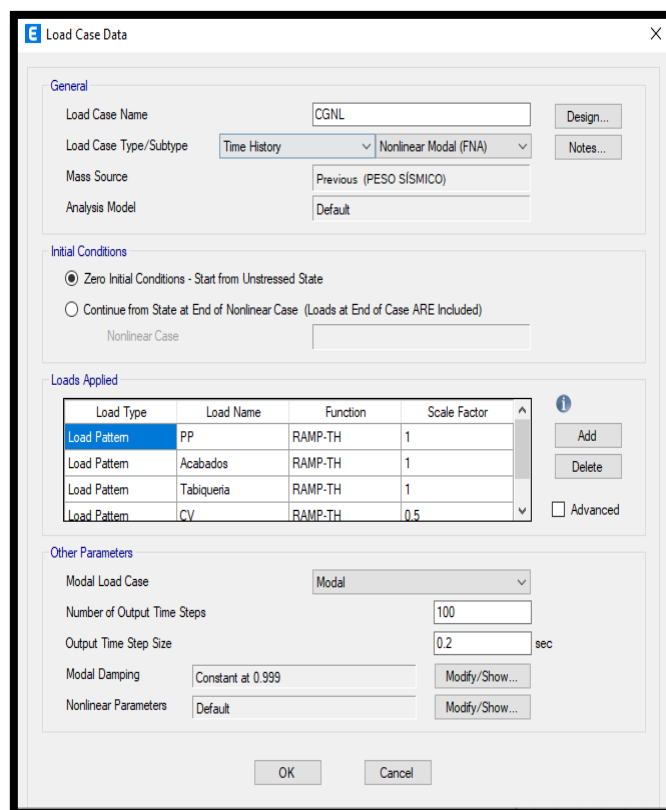 E Load Case Data X
General
Load Case Name CGNL Design...
Load Case Type/Subtype Time History Nonlinear Modal (FNA) Notes...
Mass Source Previous (PESO SÍSMICO)
Analysis Model Default
Initial Conditions
Zero Initial Conditions - Start from Unstressed State
Continue from State at End of Nonlinear Case (Loads at End of Case ARE Included)
Nonlinear Case
Loads Applied
Load Type Load Name Function Scale Factor
Load Pattern PP RAMP-TH 1 Add
Load Pattern Acabados RAMP-TH 1 Delete
Load Pattern Tabiqueria RAMP-TH 1
Load Pattern CV RAMP-TH 0.5 Advanced
Other Parameters
Modal Load Case Modal
Number of Output Time Steps 100
Output Time Step Size 0.2 sec
Modal Damping Constant at 0.999 Modify/Show...
Nonlinear Parameters Default Modify/Show...
OK Cancel